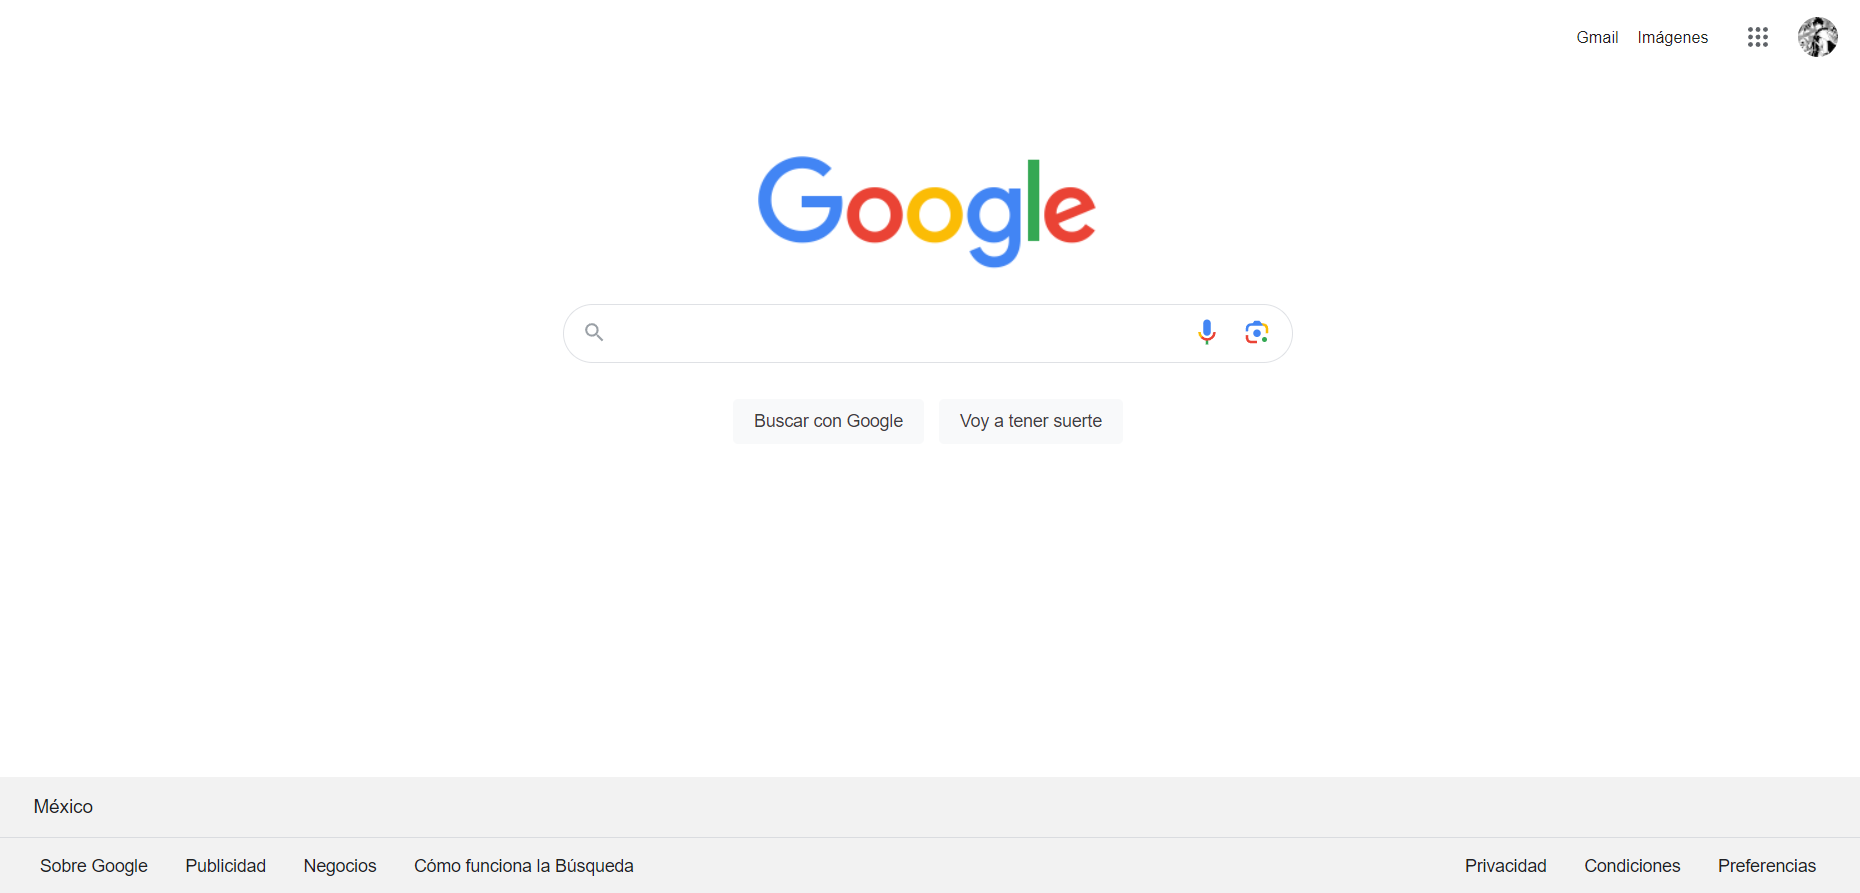 Gmail Imágenes
Google
Buscar con Google Voy a tener suerte
México
Sobre Google Publicidad Negocios Cómo funciona la Búsqueda Privacidad Condiciones Preferencias